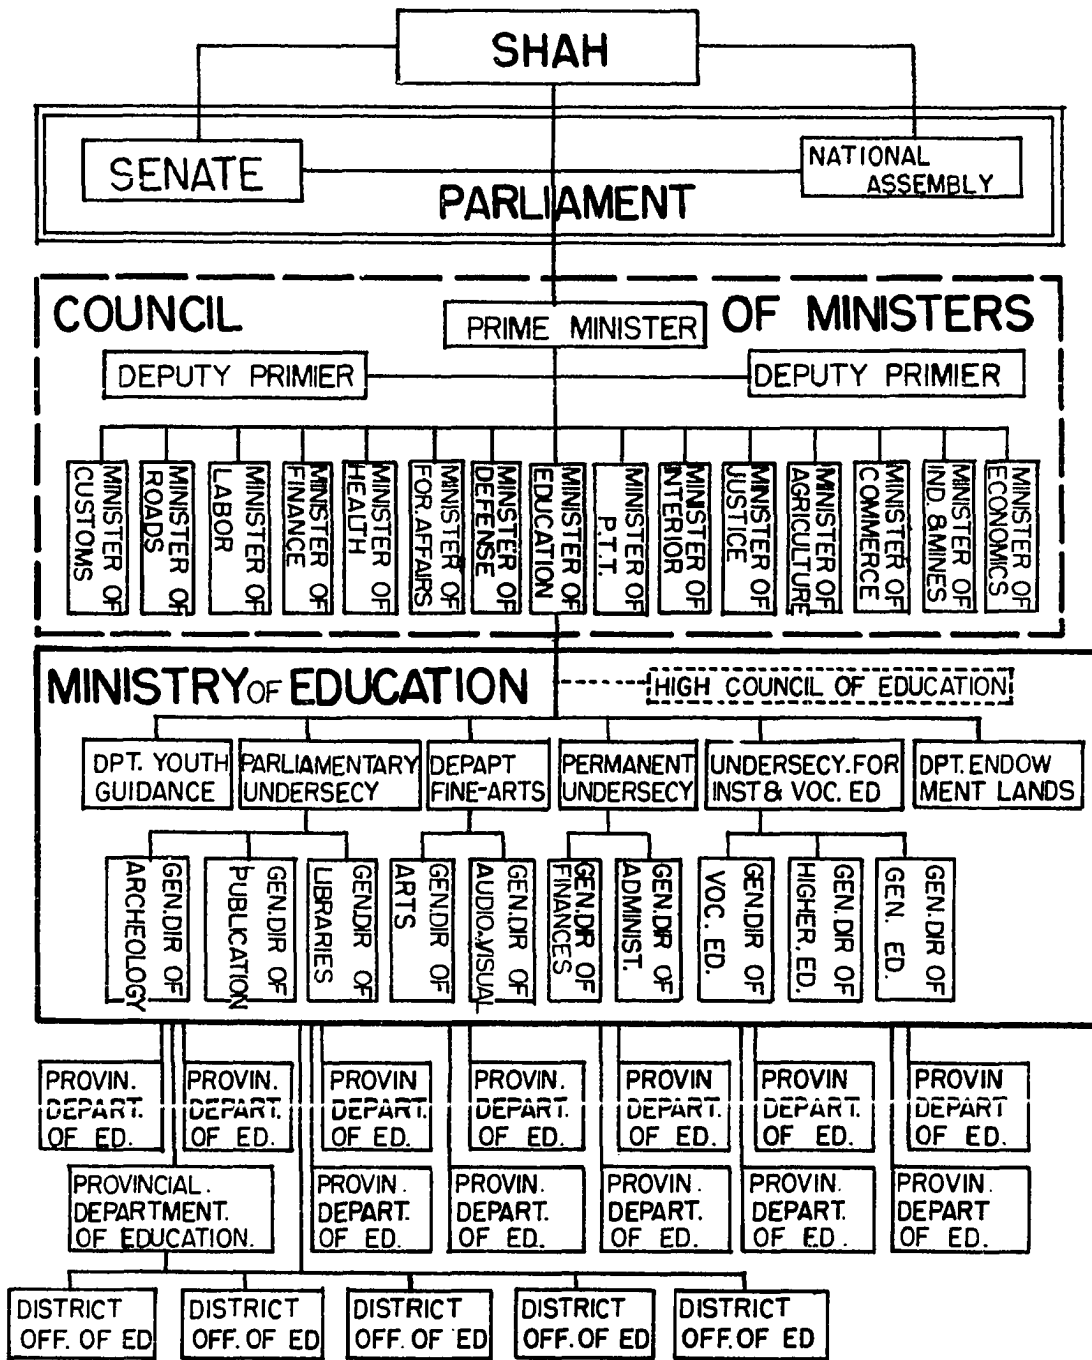 SHAH
SENATE
NATIONAL
ASSEMBLY
PARLIAMENT
COUNCIL OF MINISTERS
PRIME MINISTER
DEPUTY PRIMIER
DEPUTY PRIMIER
MINISTER OF
CUSTOMS
MINISTER OF
ROADS
MINISTER OF
LABOR
MINISTER OF
FINANCE
MINISTER OF
HEALTH
MINISTER OF
FOR. AFFAIRS
MINISTER OF
DEFENSE
MINISTER OF
EDUCATION
MINISTER OF
P.T.T.
MINISTER OF
INTERIOR
MINISTER OF
JUSTICE
MINISTER OF
AGRICULTURE
MINISTER OF
COMMERCE
MINISTER OF
IND. & MINES
MINISTER OF
ECONOMICS
MINISTRY OF EDUCATION
HIGH COUNCIL OF EDUCATION
DPT. YOUTH
GUIDANCE
PARLIAMENTARY
UNDERSECY
DEPAPT
FINE-ARTS
PERMANENT
UNDERSECY
UNDERSECY. FOR
INST & VOC. ED
DPT. ENDOW
MENT LANDS
GEN. DIR OF
ARCHEOLOGY
GEN. DIR OF
PUBLICATION
GEN. DIR OF
LIBRARIES
GEN. DIR OF
ARTS
GEN. DIR OF
AUDIO-VISUAL
GEN. DIR OF
FINANCES
GEN. DIR OF
ADMINIST.
GEN. DIR OF
VOC. ED.
GEN. DIR OF
HIGHER. ED.
GEN. DIR OF
GEN. ED.
PROVIN.
DEPART.
OF ED.
PROVIN.
DEPART.
OF ED.
PROVIN
DEPART.
OF ED.
PROVIN.
DEPART.
OF ED.
PROVIN
DEPART.
OF ED.
PROVIN
DEPART.
OF ED.
PROVIN
DEPART
OF ED.
PROVINCIAL.
DEPARTMENT.
OF EDUCATION.
PROVIN.
DEPART.
OF ED.
PROVIN.
DEPART.
OF ED.
PROVIN.
DEPART.
OF ED.
PROVIN.
DEPART.
OF ED.
PROVIN.
DEPART
OF ED.
DISTRICT
OFF. OF ED
DISTRICT
OFF. OF ED
DISTRICT
OFF. OF ED
DISTRICT
OFF. OF ED
DISTRICT
OFF. OF ED